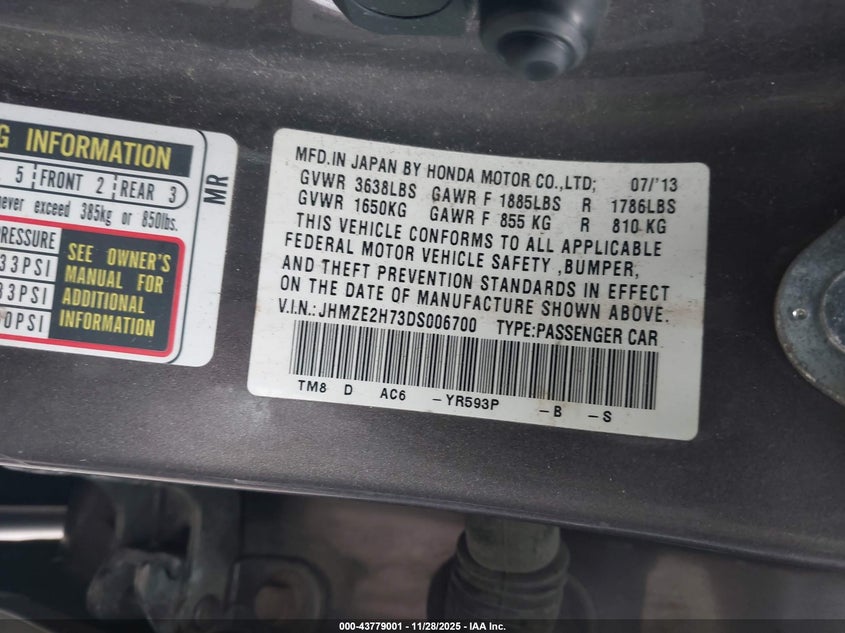 G INFORMATION
5 FRONT 2 REAR 3
never exceed 385kg or 850lbs.
PRESSURE
33PSI
33PSI
0PSI
SEE OWNER'S
MANUAL FOR
ADDITIONAL
INFORMATION
MR
MFD.IN JAPAN BY HONDA MOTOR CO.,LTD; 07/'13
GVWR 3638LBS GAWR F 1885LBS R 1786LBS
GVWR 1650KG GAWR F 855 KG R 810 KG
THIS VEHICLE CONFORMS TO ALL APPLICABLE
FEDERAL MOTOR VEHICLE SAFETY ,BUMPER,
AND THEFT PREVENTION STANDARDS IN EFFECT
ON THE DATE OF MANUFACTURE SHOWN ABOVE.
V.I.N.: JHMZE2H73DS006700 TYPE:PASSENGER CAR
TM8 D AC6 -YR593P -B -S
000-43779001 - 11/28/2025 - IAA Inc.